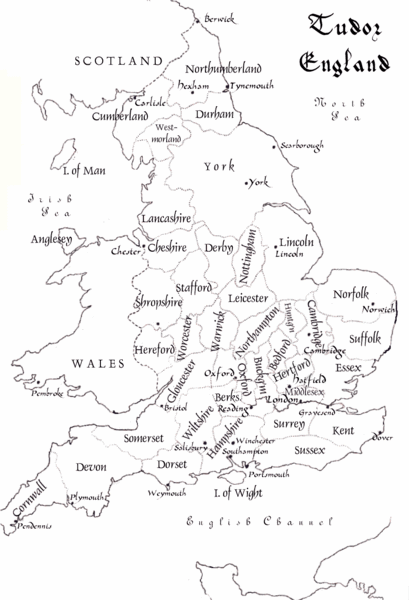 Tudor
England
Berwick
SCOTLAND
Northumberland
Hexham
Tynemouth
North
Sea
Carlisle
Cumberland
Durham
West-
morland
Scarborough
I. of Man
York
York
Irish
Sea
Lancashire
Anglesey
Chester
Cheshire
Derby
Nottingham
Lincoln
Lincoln
Stafford
Shropshire
Leicester
Norfolk
Norwich
Hereford
Worcester
Warwick
Northampton
Cambridge
Cambridge
Suffolk
WALES
Gloucester
Oxford
Oxford
Bedford
Hertford
Hatfield
Essex
Pembroke
Bristol
Berks.
Reading
Middlesex
London
Gravesend
Wiltshire
Hampshire
Surrey
Kent
Dover
Somerset
Salisbury
Winchester
Southampton
Sussex
Devon
Dorset
Portsmouth
Cornwall
Plymouth
Weymouth
I. of Wight
Pendennis
English Channel